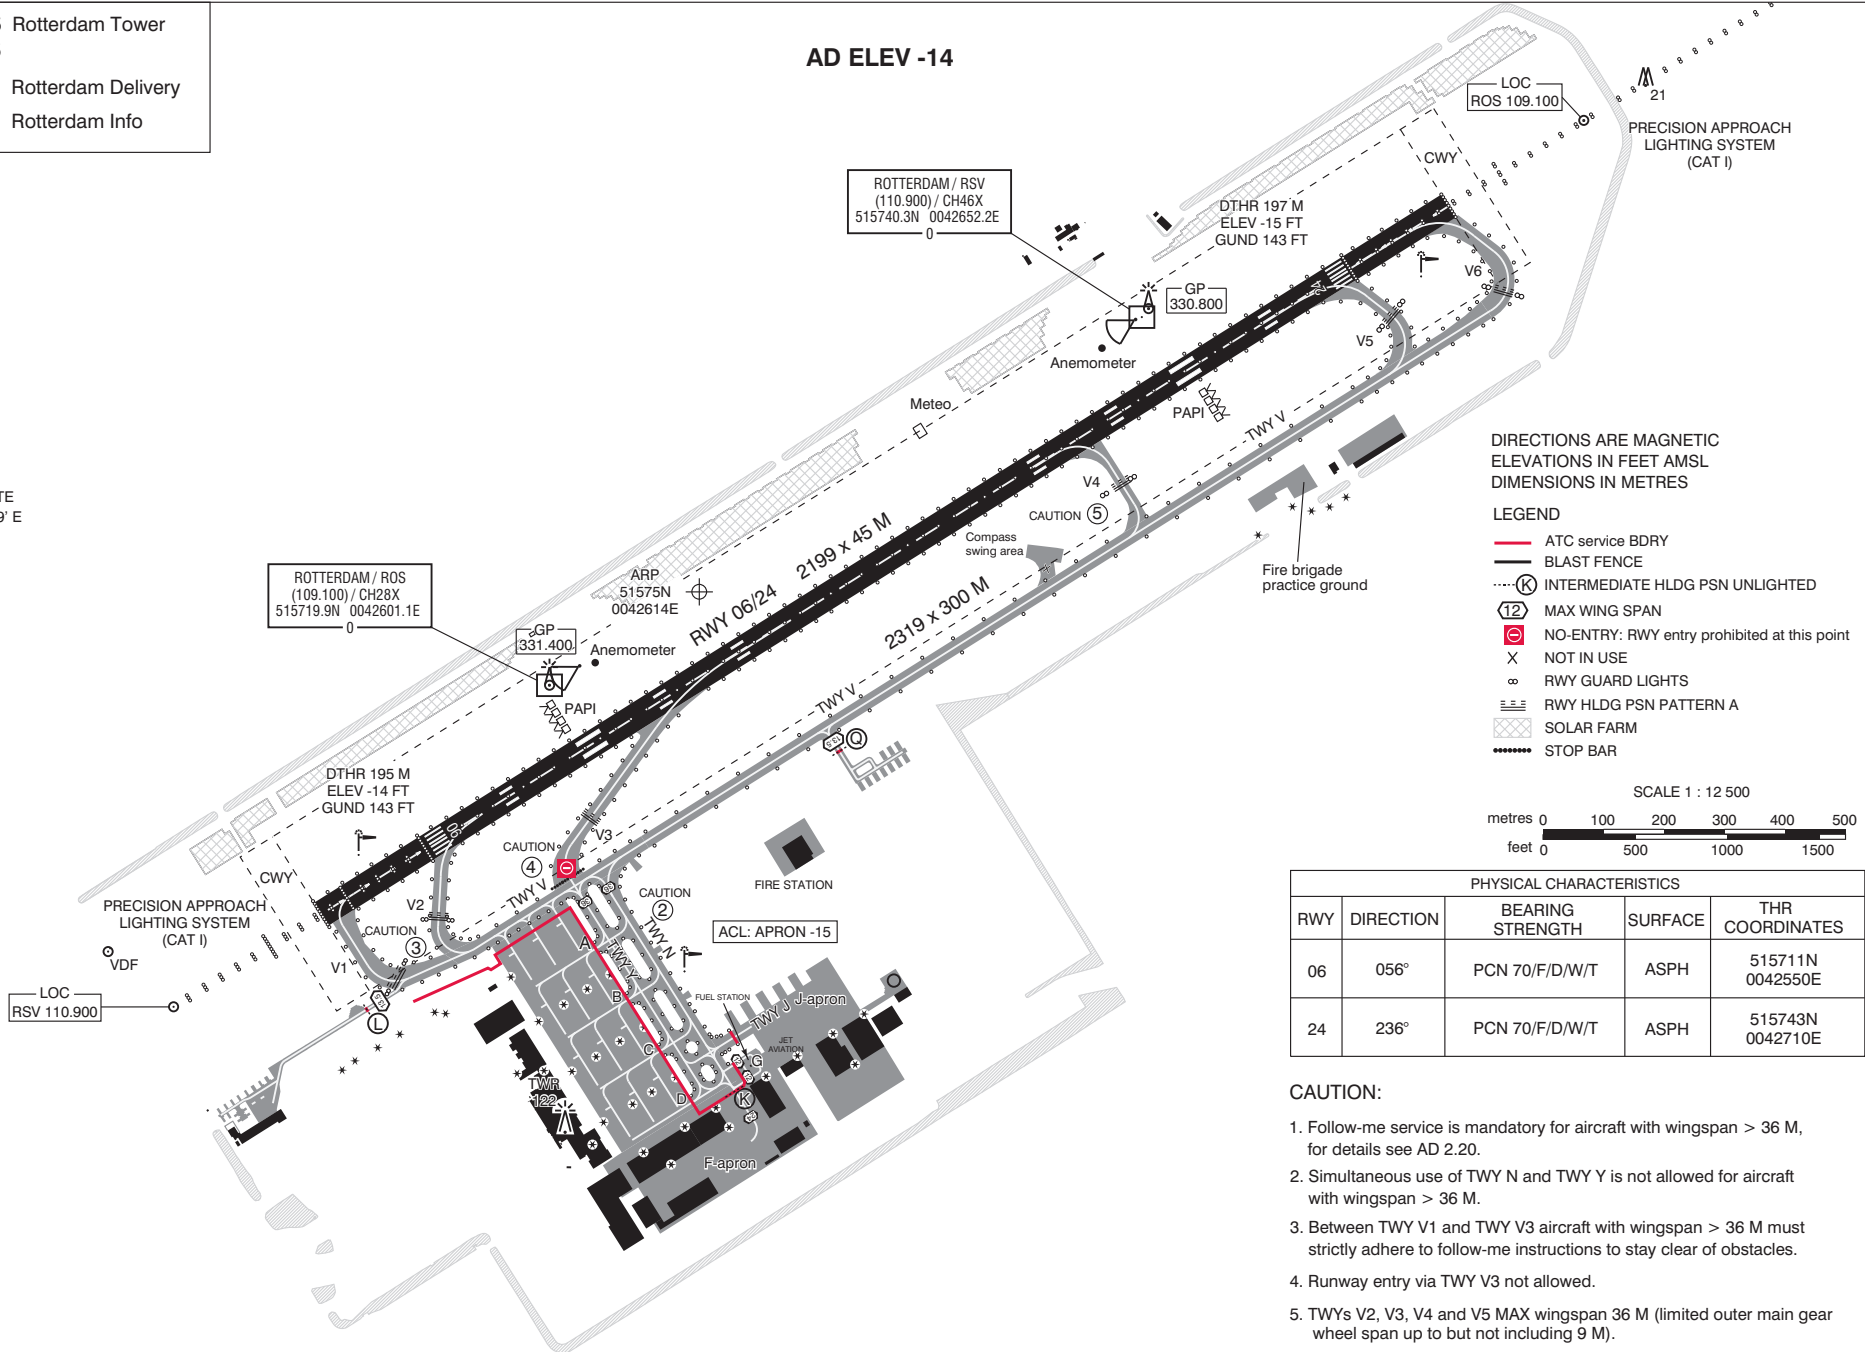 Rotterdam Tower
Rotterdam Delivery
Rotterdam Info
AD ELEV -14
LOC
ROS 109.100
21
PRECISION APPROACH
LIGHTING SYSTEM
(CAT I)
CWY
ROTTERDAM / RSV
(110.900) / CH46X
515740.3N 0042652.2E
0
DTHR 197 M
ELEV -15 FT
GUND 143 FT
GP
330.800
V6
V5
24
Anemometer
PAPI
Meteo
TWY V
V4
CAUTION 5
Compass
swing area
Fire brigade
practice ground
TE
9' E
RWY 06/24
2199 x 45 M
2319 x 300 M
ARP
51575N
0042614E
ROTTERDAM / ROS
(109.100) / CH28X
515719.9N 0042601.1E
0
GP
331.400
Anemometer
PAPI
TWY V
13.5
Q
DTHR 195 M
ELEV -14 FT
GUND 143 FT
06
V3
CAUTION
4
CWY
V2
TWY V
CAUTION
3
PRECISION APPROACH
LIGHTING SYSTEM
(CAT I)
VDF
V1
LOC
RSV 110.900
13.5
L
FIRE STATION
CAUTION
2
36
TWY N
ACL: APRON -15
A
TWY Y
B
FUEL STATION
TWY J
J-apron
C
JET
AVIATION
G
12
D
K
TWR
122
F-apron
DIRECTIONS ARE MAGNETIC
ELEVATIONS IN FEET AMSL
DIMENSIONS IN METRES
LEGEND
ATC service BDRY
BLAST FENCE
K INTERMEDIATE HLDG PSN UNLIGHTED
12 MAX WING SPAN
NO-ENTRY: RWY entry prohibited at this point
X NOT IN USE
RWY GUARD LIGHTS
RWY HLDG PSN PATTERN A
SOLAR FARM
STOP BAR
SCALE 1 : 12 500
metres 0 100 200 300 400 500
feet 0 500 1000 1500
PHYSICAL CHARACTERISTICS
RWY DIRECTION BEARING STRENGTH SURFACE THR COORDINATES
06 056° PCN 70/F/D/W/T ASPH 515711N 0042550E
24 236° PCN 70/F/D/W/T ASPH 515743N 0042710E
CAUTION:
1. Follow-me service is mandatory for aircraft with wingspan > 36 M,
for details see AD 2.20.
2. Simultaneous use of TWY N and TWY Y is not allowed for aircraft
with wingspan > 36 M.
3. Between TWY V1 and TWY V3 aircraft with wingspan > 36 M must
strictly adhere to follow-me instructions to stay clear of obstacles.
4. Runway entry via TWY V3 not allowed.
5. TWYs V2, V3, V4 and V5 MAX wingspan 36 M (limited outer main gear
wheel span up to but not including 9 M).